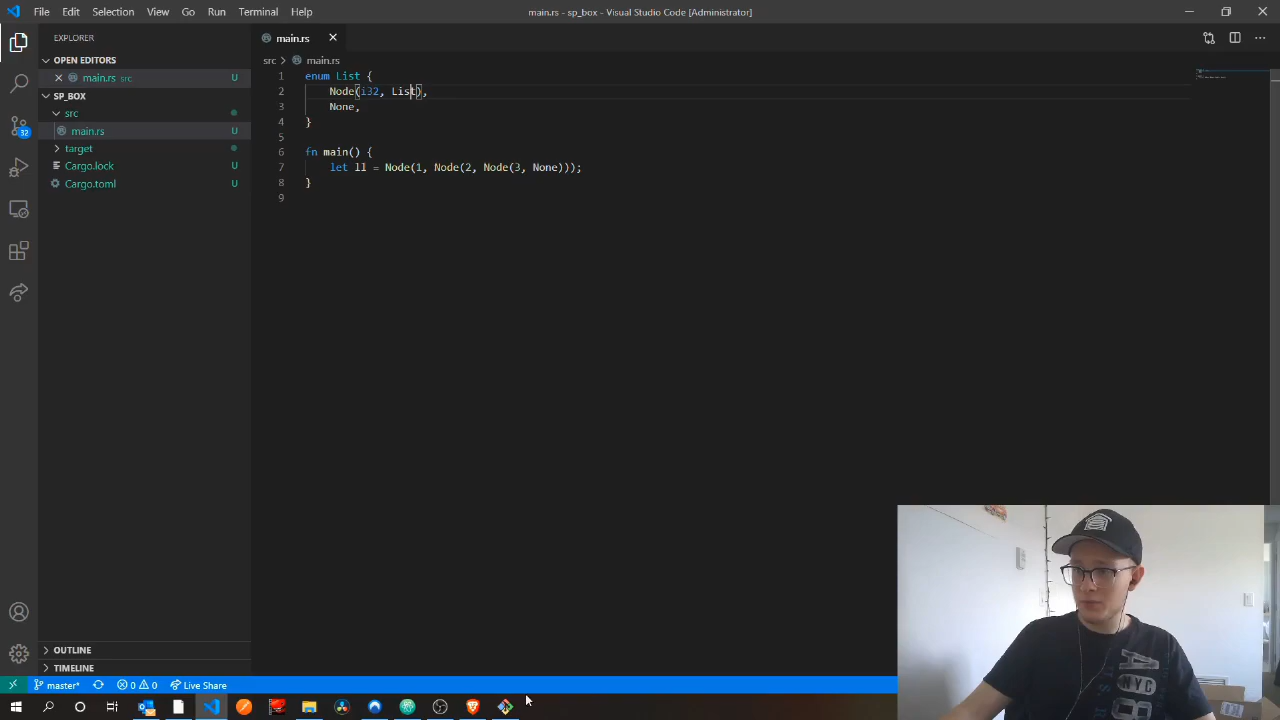 File Edit Selection View Go Run Terminal Help
main.rs - sp_box - Visual Studio Code [Administrator]
EXPLORER
OPEN EDITORS
main.rs src
SP_BOX
src
main.rs U
target
Cargo.lock U
Cargo.toml U
32
OUTLINE
TIMELINE
main.rs
src > main.rs
1 enum List {
2 Node(i32, List),
3 None,
4 }
5
6 fn main() {
7 let ll = Node(1, Node(2, Node(3, None)));
8 }
9
master* 0 0 Live Share
NYC